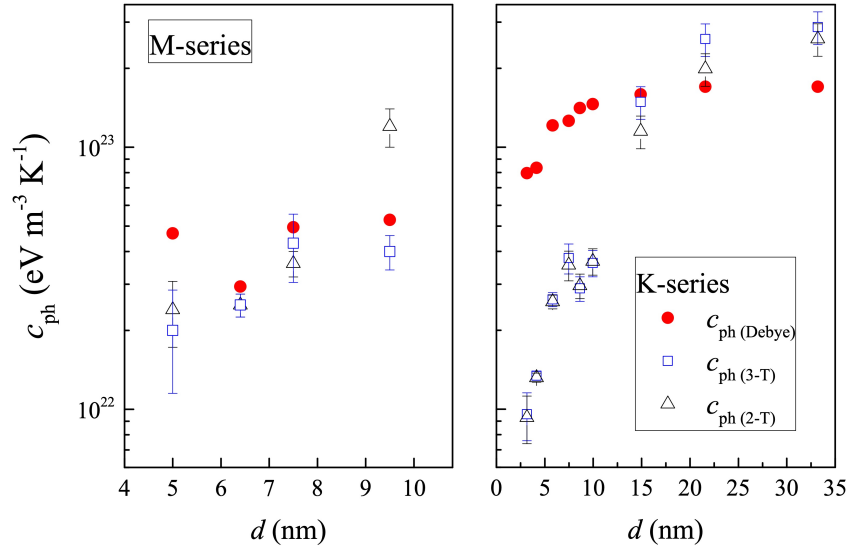 M-series
c_ph (eV m^-3 K^-1)
10^23
10^22
4 5 6 7 8 9 10
d (nm)
K-series
c_ph (Debye)
c_ph (3-T)
c_ph (2-T)
0 5 10 15 20 25 30 35
d (nm)